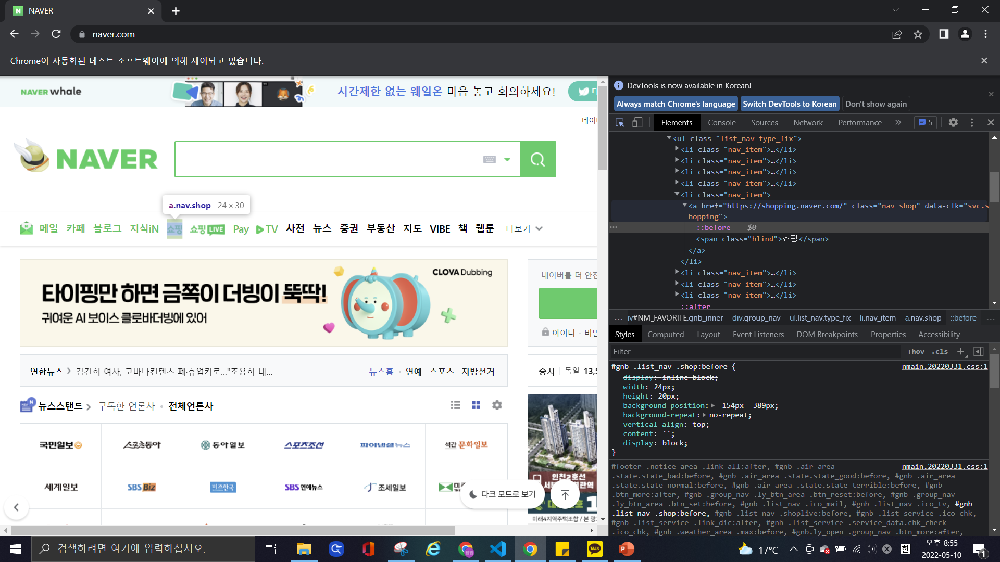 NAVER
naver.com
Chrome이 자동화된 테스트 소프트웨어에 의해 제어되고 있습니다.
NAVER whale
시간제한 없는 웨일온 마음 놓고 회의하세요!
NAVER
a.nav.shop 24 × 30
메일 카페 블로그 지식iN 쇼핑 쇼핑 LIVE Pay TV 사전 뉴스 증권 부동산 지도 VIBE 책 웹툰 더보기
CLOVA Dubbing
타이핑만 하면 금쪽이 더빙이 뚝딱!
귀여운 AI 보이스 클로바더빙에 있어
네이버를 더 안전
아이디 비밀
연합뉴스 김건희 여사, 코바나컨텐츠 폐·휴업키로..."조용히 내...
뉴스홈 연예 스포츠 지방선거
증시 독일 13,5
뉴스스탠드 구독한 언론사 전체언론사
국민일보 스포츠동아 동아일보 스포츠조선 파이낸셜뉴스 석간 문화일보
세계일보 SBS Biz 비즈한국 SBS 연예뉴스 조세일보
인천2호선
다크 모드로 보기
미래4지역주택조합 / 본 광고
DevTools is now available in Korean!
Always match Chrome's language Switch DevTools to Korean Don't show again
Elements Console Sources Network Performance 5
<ul class="list_nav type_fix">
<li class="nav_item">…</li>
<li class="nav_item">…</li>
<li class="nav_item">…</li>
<li class="nav_item">…</li>
<li class="nav_item">
<a href="https://shopping.naver.com/" class="nav shop" data-clk="svc.s
hopping">
::before == $0
<span class="blind">쇼핑</span>
</a>
</li>
<li class="nav_item">…</li>
<li class="nav_item">…</li>
<li class="nav_item">…</li>
::after
… iv#NM_FAVORITE.gnb_inner div.group_nav ul.list_nav.type_fix li.nav_item a.nav.shop ::before …
Styles Computed Layout Event Listeners DOM Breakpoints Properties Accessibility
Filter :hov .cls
#gnb .list_nav .shop:before { nmain.20220331.css:1
display: inline-block;
width: 24px;
height: 20px;
background-position: -154px -389px;
background-repeat: no-repeat;
vertical-align: top;
content: '';
display: block;
}
#footer .notice_area .link_all:after, #gnb .air_area nmain.20220331.css:1
.state.state_bad:before, #gnb .air_area .state.state_good:before, #gnb .air_area
.state.state_normal:before, #gnb .air_area .state.state_terrible:before, #gnb
.btn_more:after, #gnb .group_nav .ly_btn_area .btn_reset:before, #gnb .group_nav
.ly_btn_area .btn_set:before, #gnb .list_nav .ico_mail, #gnb .list_nav .ico_tv, #gnb
.list_nav .shop:before, #gnb .list_nav .shoplive:before, #gnb .list_service .ico_chk,
#gnb .list_service .link_dic:after, #gnb .list_service .service_data.chk_check
.ico_chk, #gnb .weather_area .max:before, #gnb.ly_open .group_nav .btn_more:after,
검색하려면 여기에 입력하십시오.
TALK
17°C
한
오후 8:55
2022-05-10
1